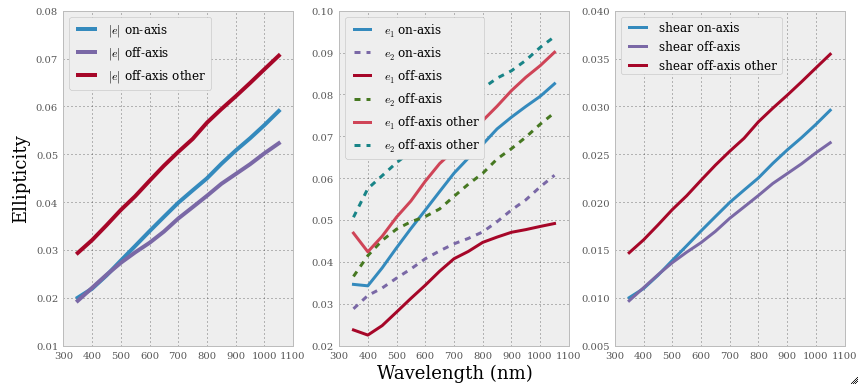 Ellipticity
0.08
0.07
0.06
0.05
0.04
0.03
0.02
0.01
|e| on-axis
|e| off-axis
|e| off-axis other
300 400 500 600 700 800 900 1000 1100
0.10
0.09
0.08
0.07
0.06
0.05
0.04
0.03
0.02
e₁ on-axis
e₂ on-axis
e₁ off-axis
e₂ off-axis
e₁ off-axis other
e₂ off-axis other
300 400 500 600 700 800 900 1000 1100
0.040
0.035
0.030
0.025
0.020
0.015
0.010
0.005
shear on-axis
shear off-axis
shear off-axis other
300 400 500 600 700 800 900 1000 1100
Wavelength (nm)